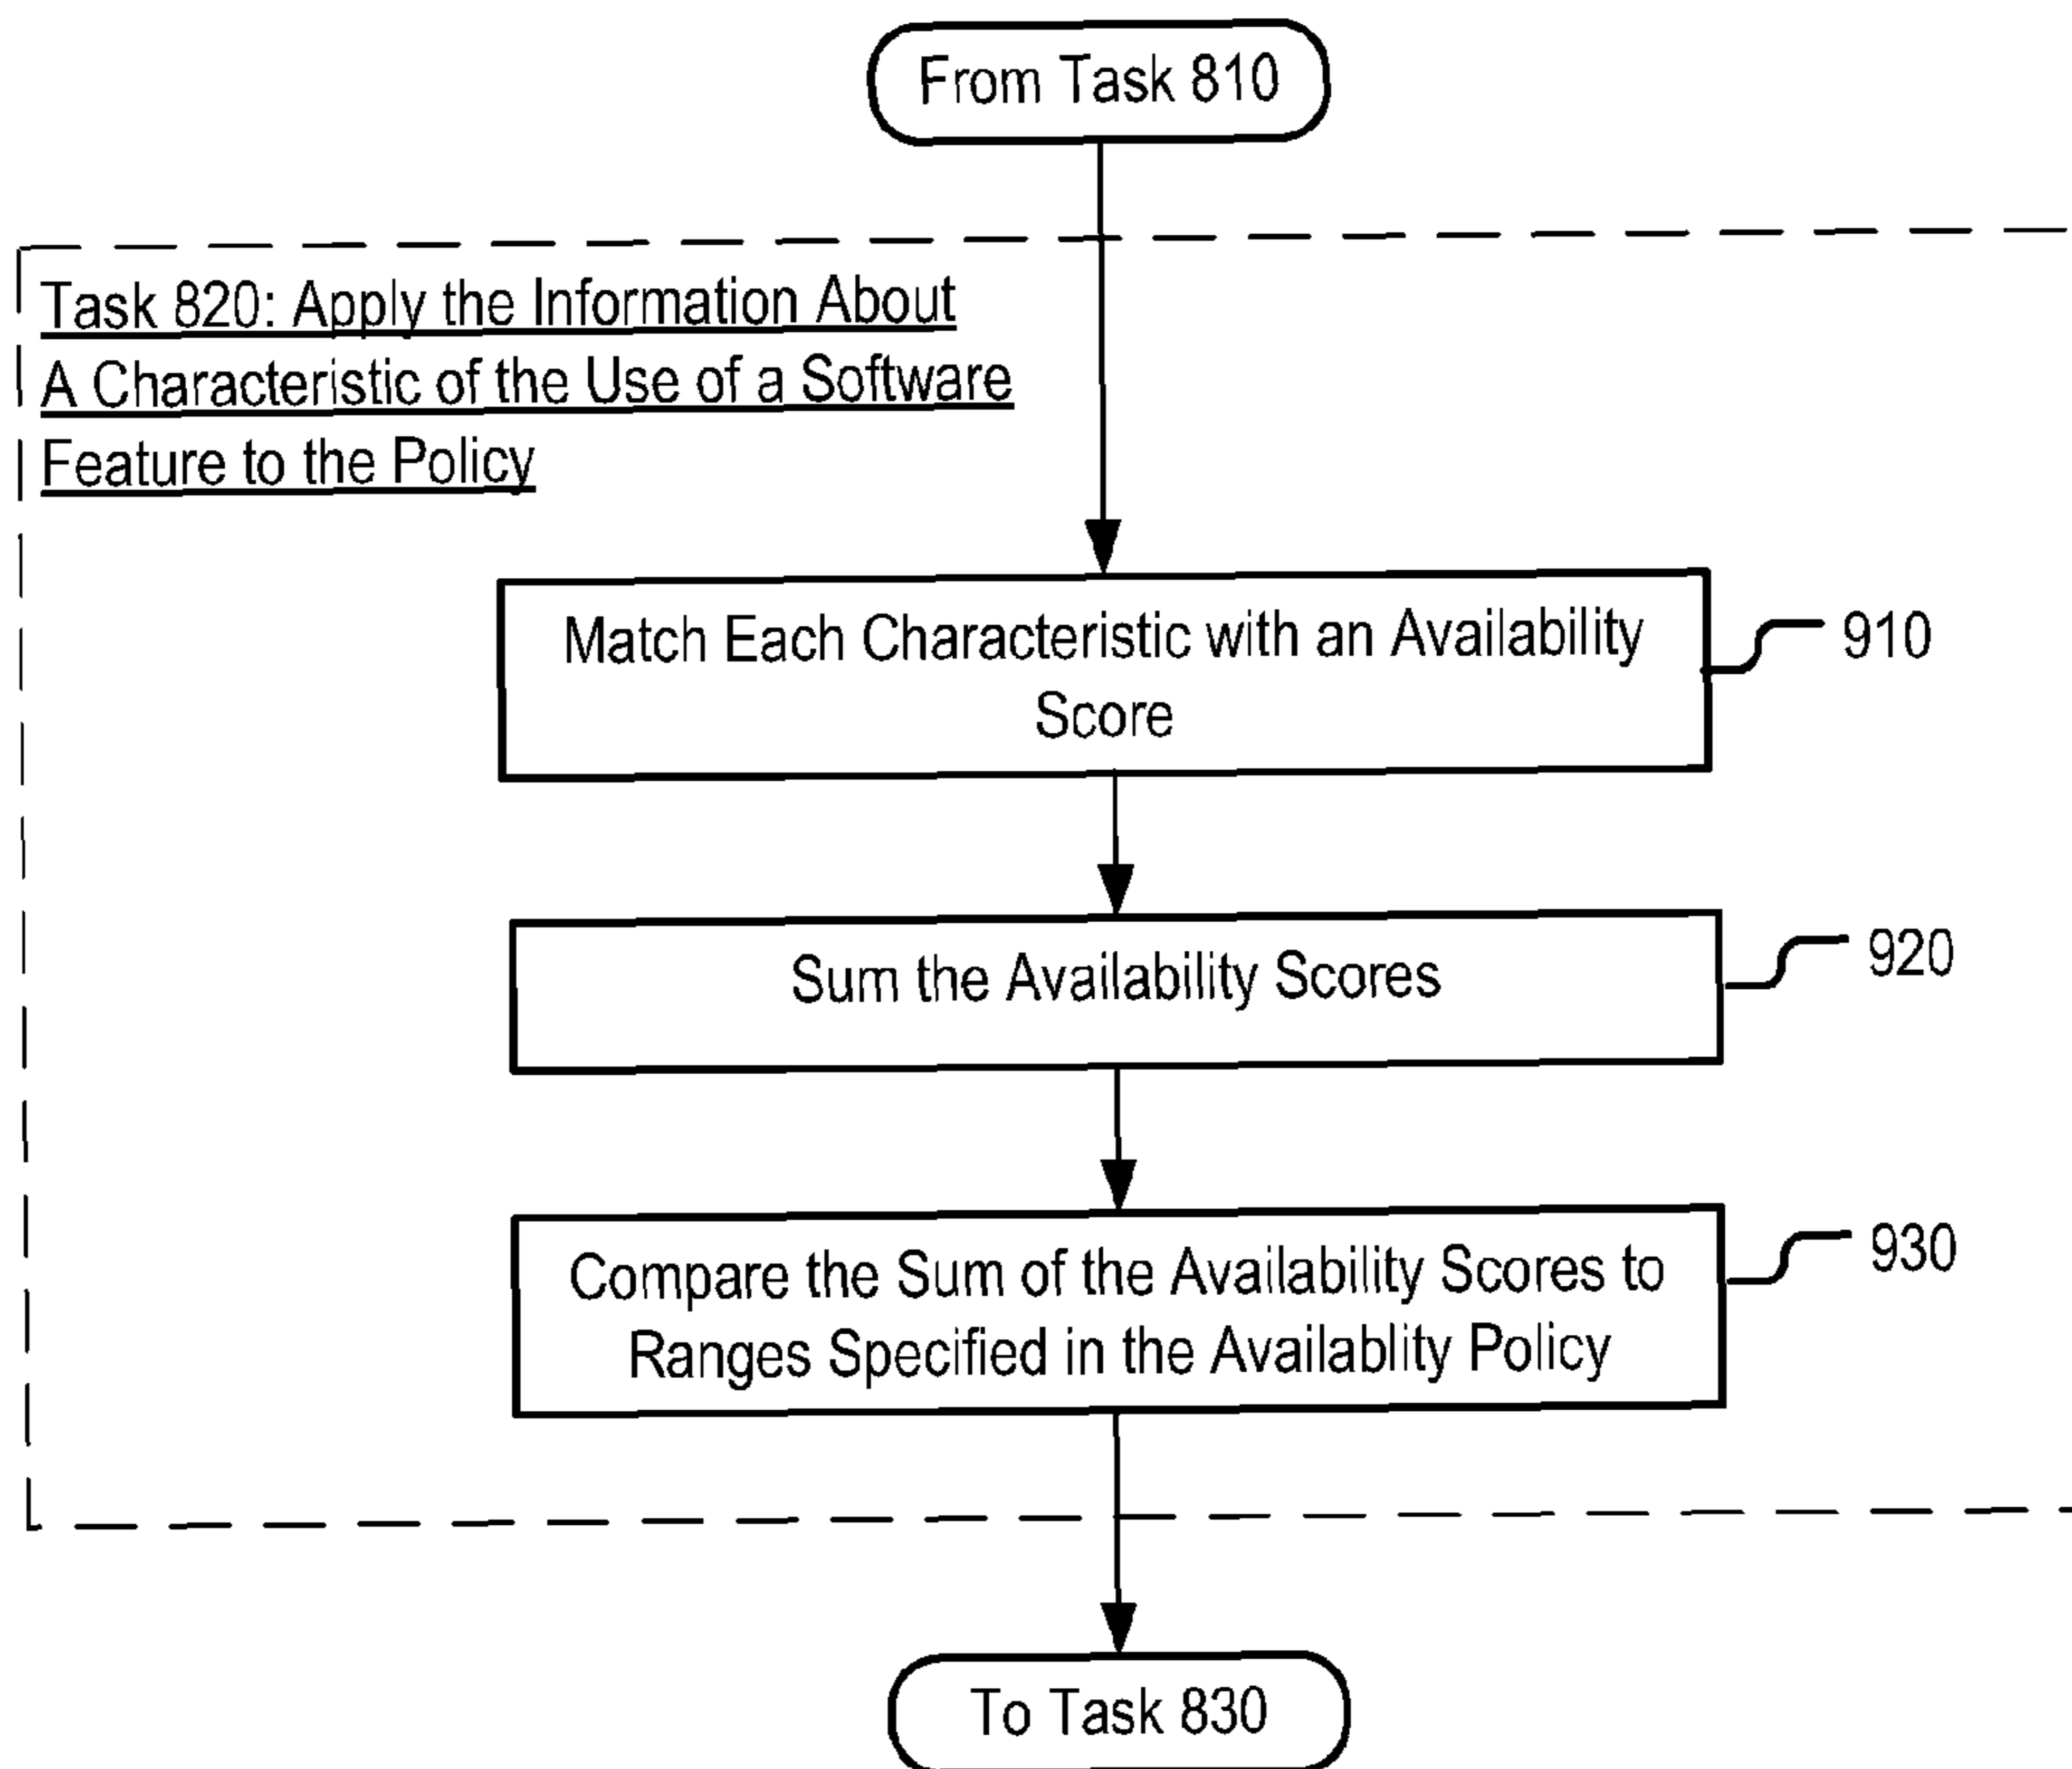 From Task 810
Task 820: Apply the Information About
A Characteristic of the Use of a Software
Feature to the Policy
Match Each Characteristic with an Availability
Score
910
Sum the Availability Scores
920
Compare the Sum of the Availability Scores to
Ranges Specified in the Availablity Policy
930
To Task 830